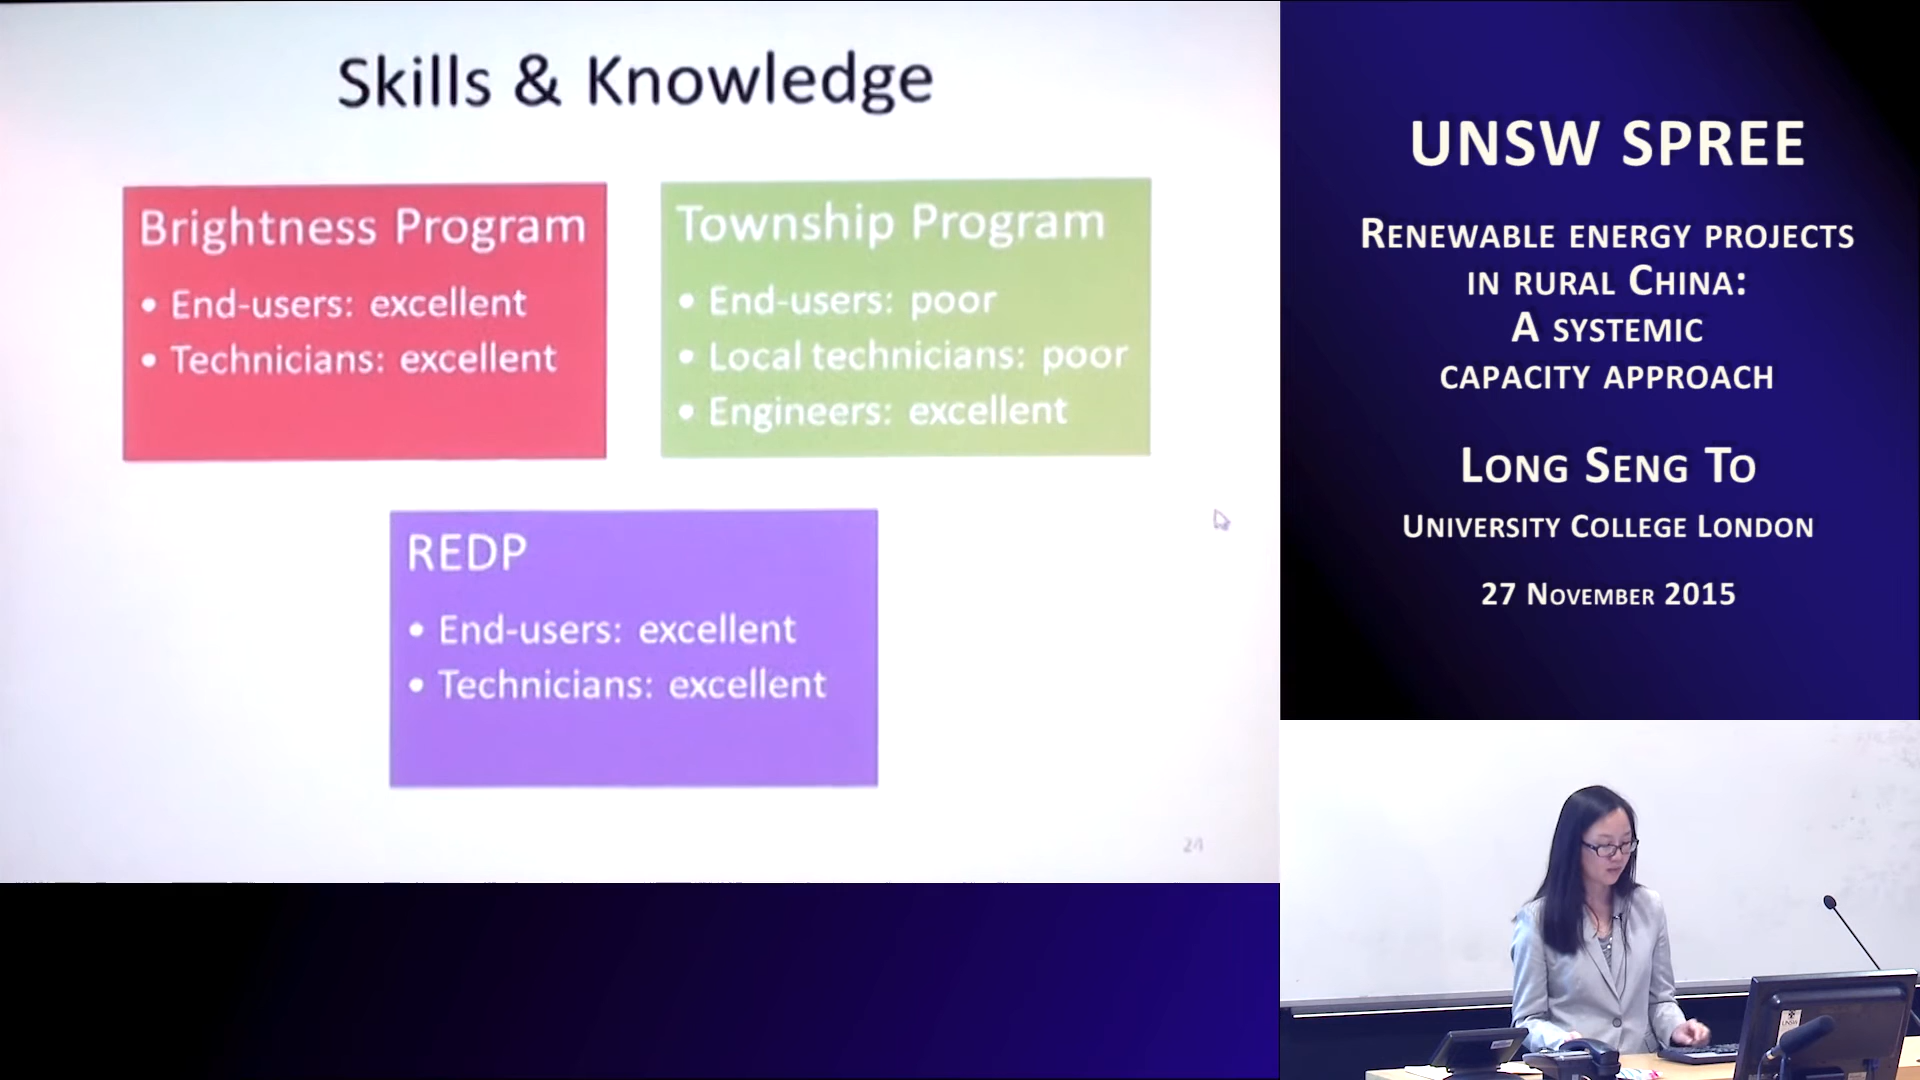 Skills & Knowledge
Brightness Program
• End-users: excellent
• Technicians: excellent
Township Program
• End-users: poor
• Local technicians: poor
• Engineers: excellent
REDP
• End-users: excellent
• Technicians: excellent
24
UNSW SPREE
RENEWABLE ENERGY PROJECTS
IN RURAL CHINA:
A SYSTEMIC
CAPACITY APPROACH
LONG SENG TO
UNIVERSITY COLLEGE LONDON
27 NOVEMBER 2015
UNSW